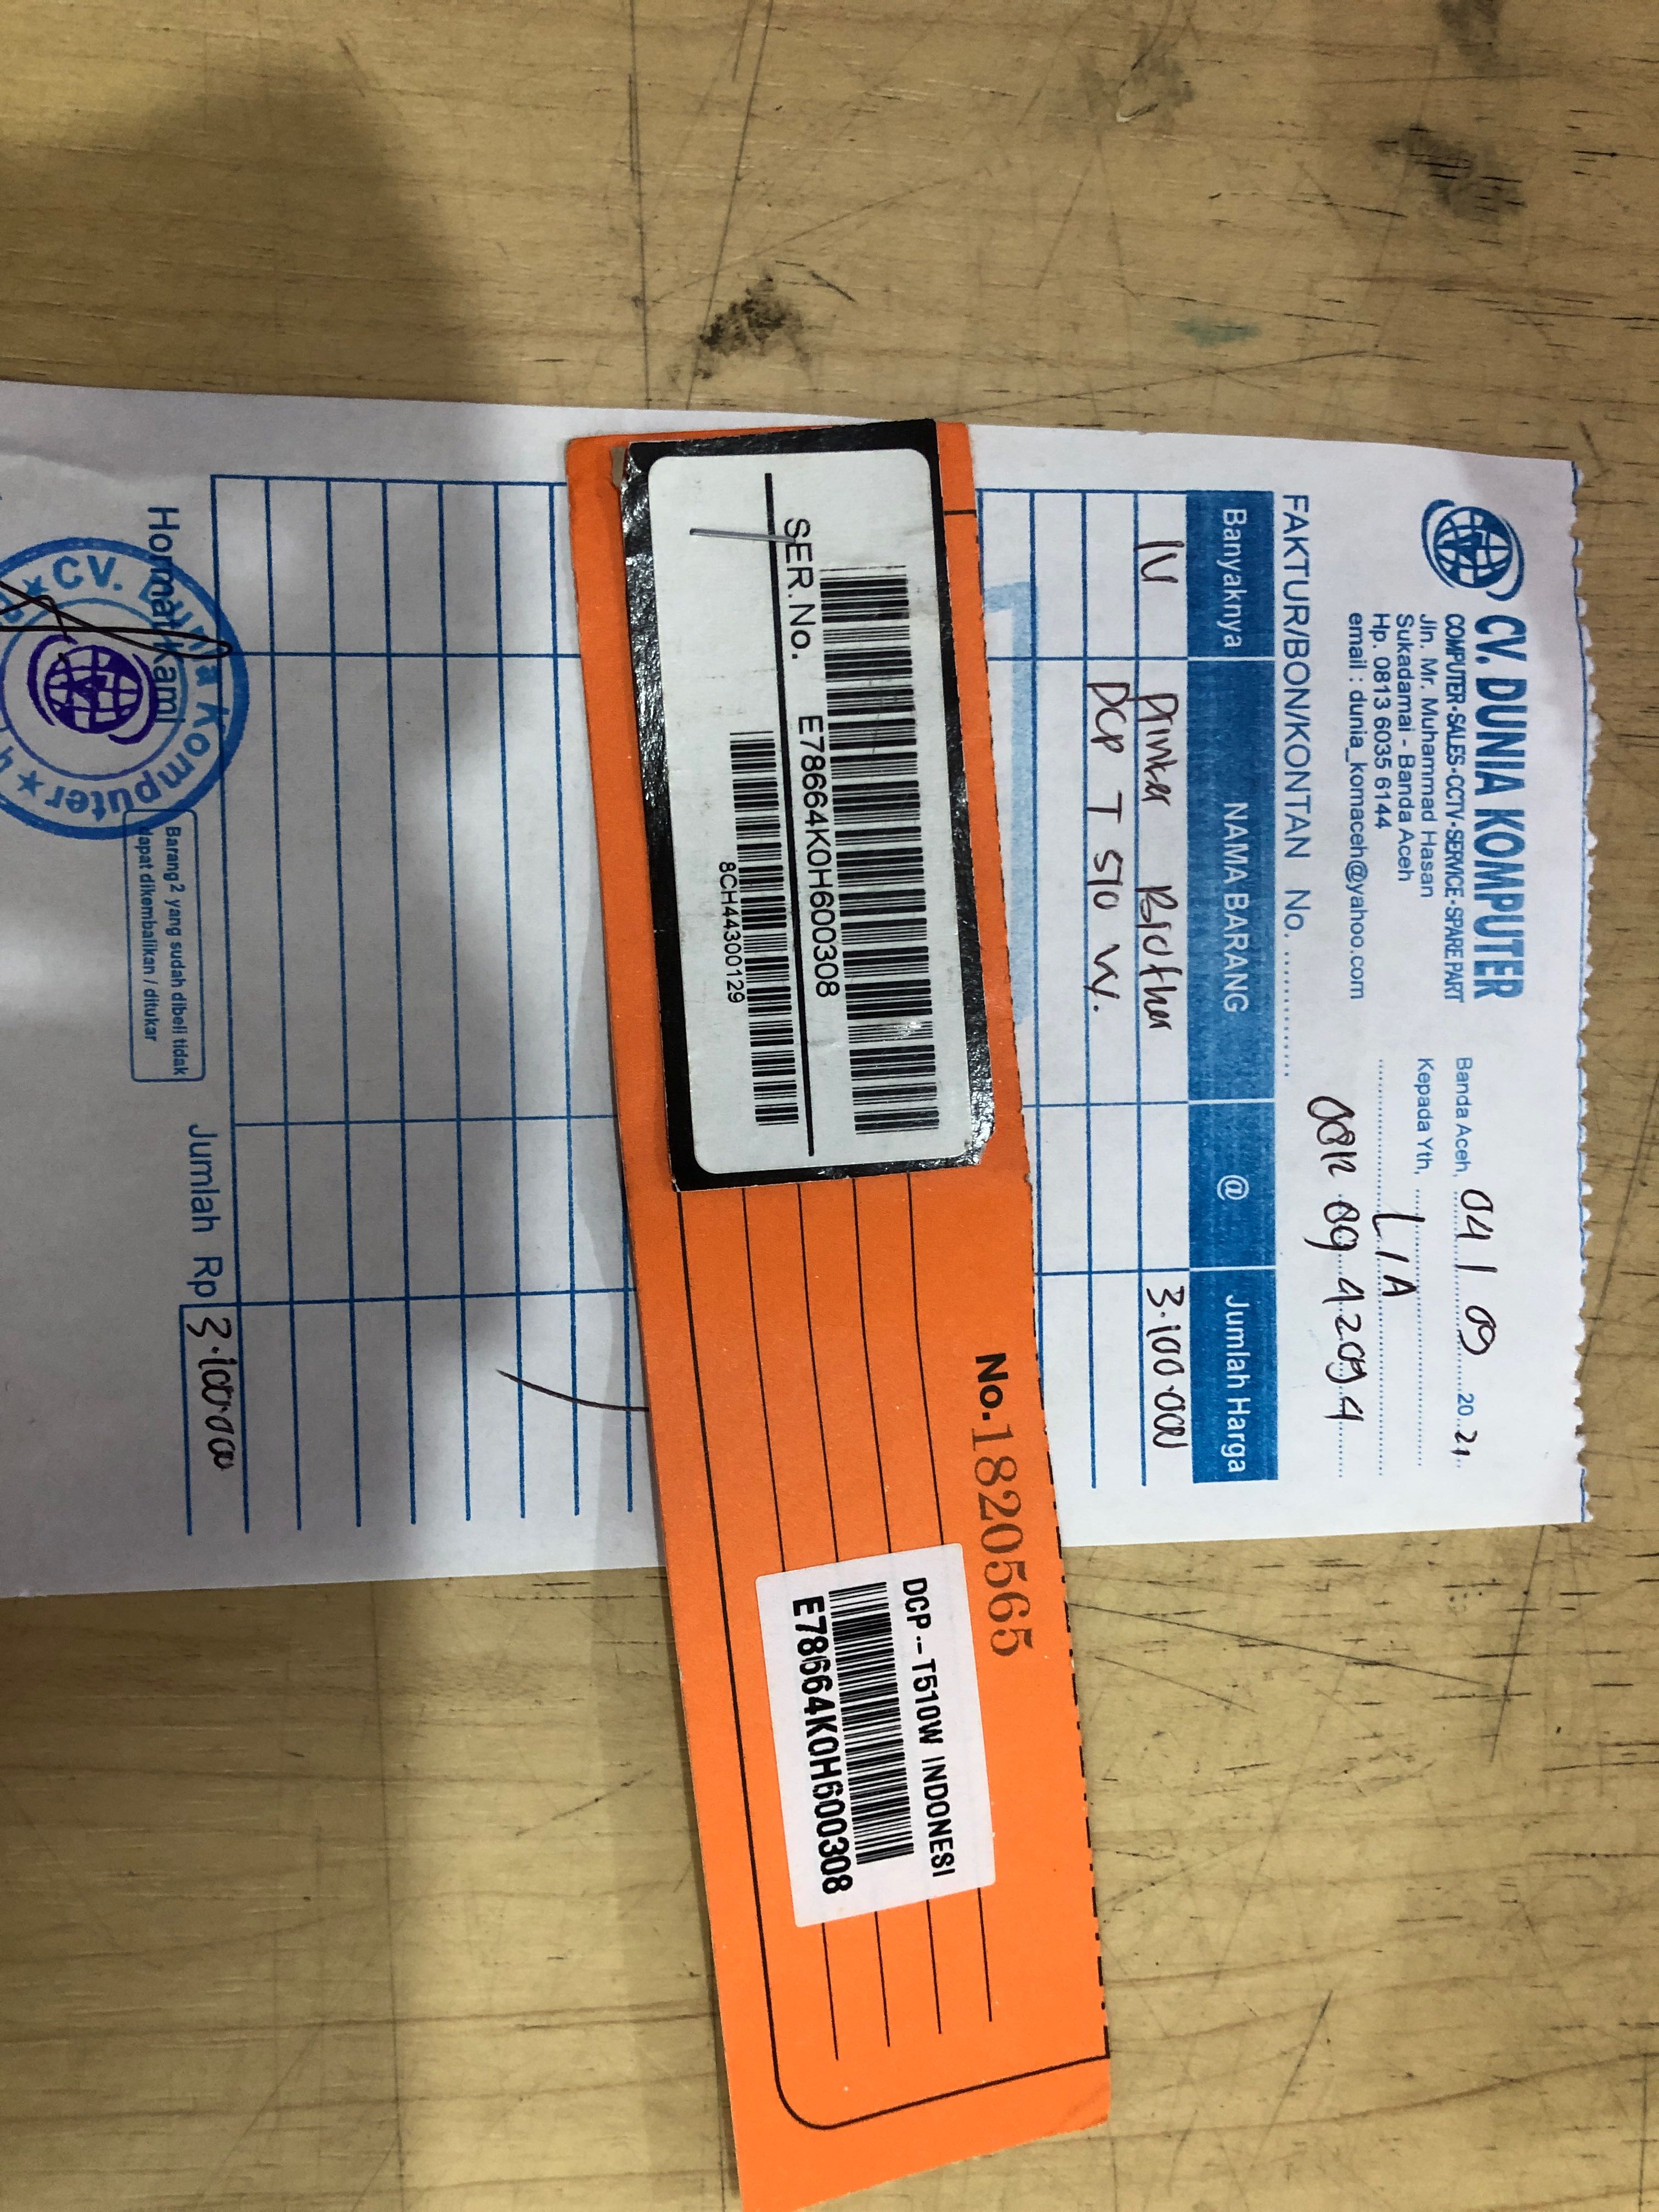 CV. DUNIA KOMPUTER
COMPUTER-SALES-CCTV-SERVICE-SPARE PART
Jln. Mr. Muhammad Hasan
Sukadamai - Banda Aceh
Hp. 0813 6035 6144
email : dunia_komaceh@yahoo.com
Banda Aceh, 04 / 09 20 21
Kepada Yth,
LIA
FAKTUR/BON/KONTAN No.
Banyaknya NAMA BARANG @ Jumlah Harga
1U Printer Brother 3.100.000
DCP T 510 W.
SER.No. E78664K0H600308
8CH44300129
No.1820565
DCP--T510W INDONESI
E78664K0H600308
Jumlah Rp 3.100.000
Hormat Kami
CV. Dunia Komputer
Barang2 yang sudah dibeli tidak
dapat dikembalikan / ditukar